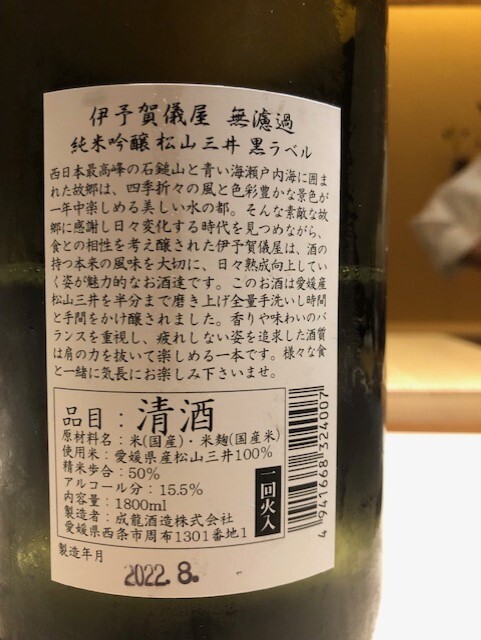 伊予賀儀屋 無濾過
純米吟醸 松山三井 黒ラベル
西日本最高峰の石鎚山と青い海瀬戸内海に囲ま
れた故郷は、四季折々の風と色彩豊かな景色が
一年中楽しめる美しい水の都。そんな素敵な故
郷に感謝し日々変化する時代を見つめながら、
食との相性を考え醸された伊予賀儀屋は、酒の
持つ本来の風味を大切に、日々熟成向上してい
く姿が魅力的なお酒達です。このお酒は愛媛産
松山三井を半分まで磨き上げ全量手洗いし時間
と手間をかけ醸されました。香りや味わいのバ
ランスを重視し、疲れしない姿を追求した酒質
は肩の力を抜いて楽しめる一本です。様々な食
と一緒に気長にお楽しみ下さいませ。
品目：清酒
原材料名：米(国産)・米麹(国産米)
使用米：愛媛県産松山三井100%
精米歩合：50%
アルコール分：15.5%
内容量：1800ml
製造者：成龍酒造株式会社
愛媛県西条市周布1301番地1
一回火入
4941668324007
製造年月
2022.8.